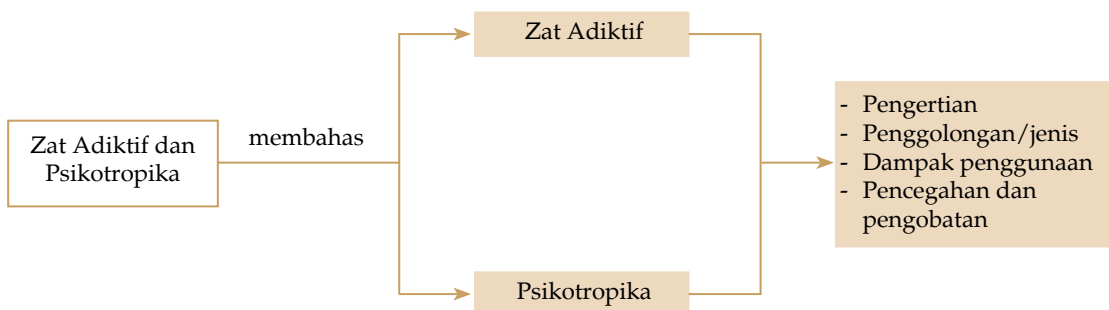 Zat Adiktif dan
Psikotropika
membahas
Zat Adiktif
Psikotropika
- Pengertian
- Penggolongan/jenis
- Dampak penggunaan
- Pencegahan dan
pengobatan